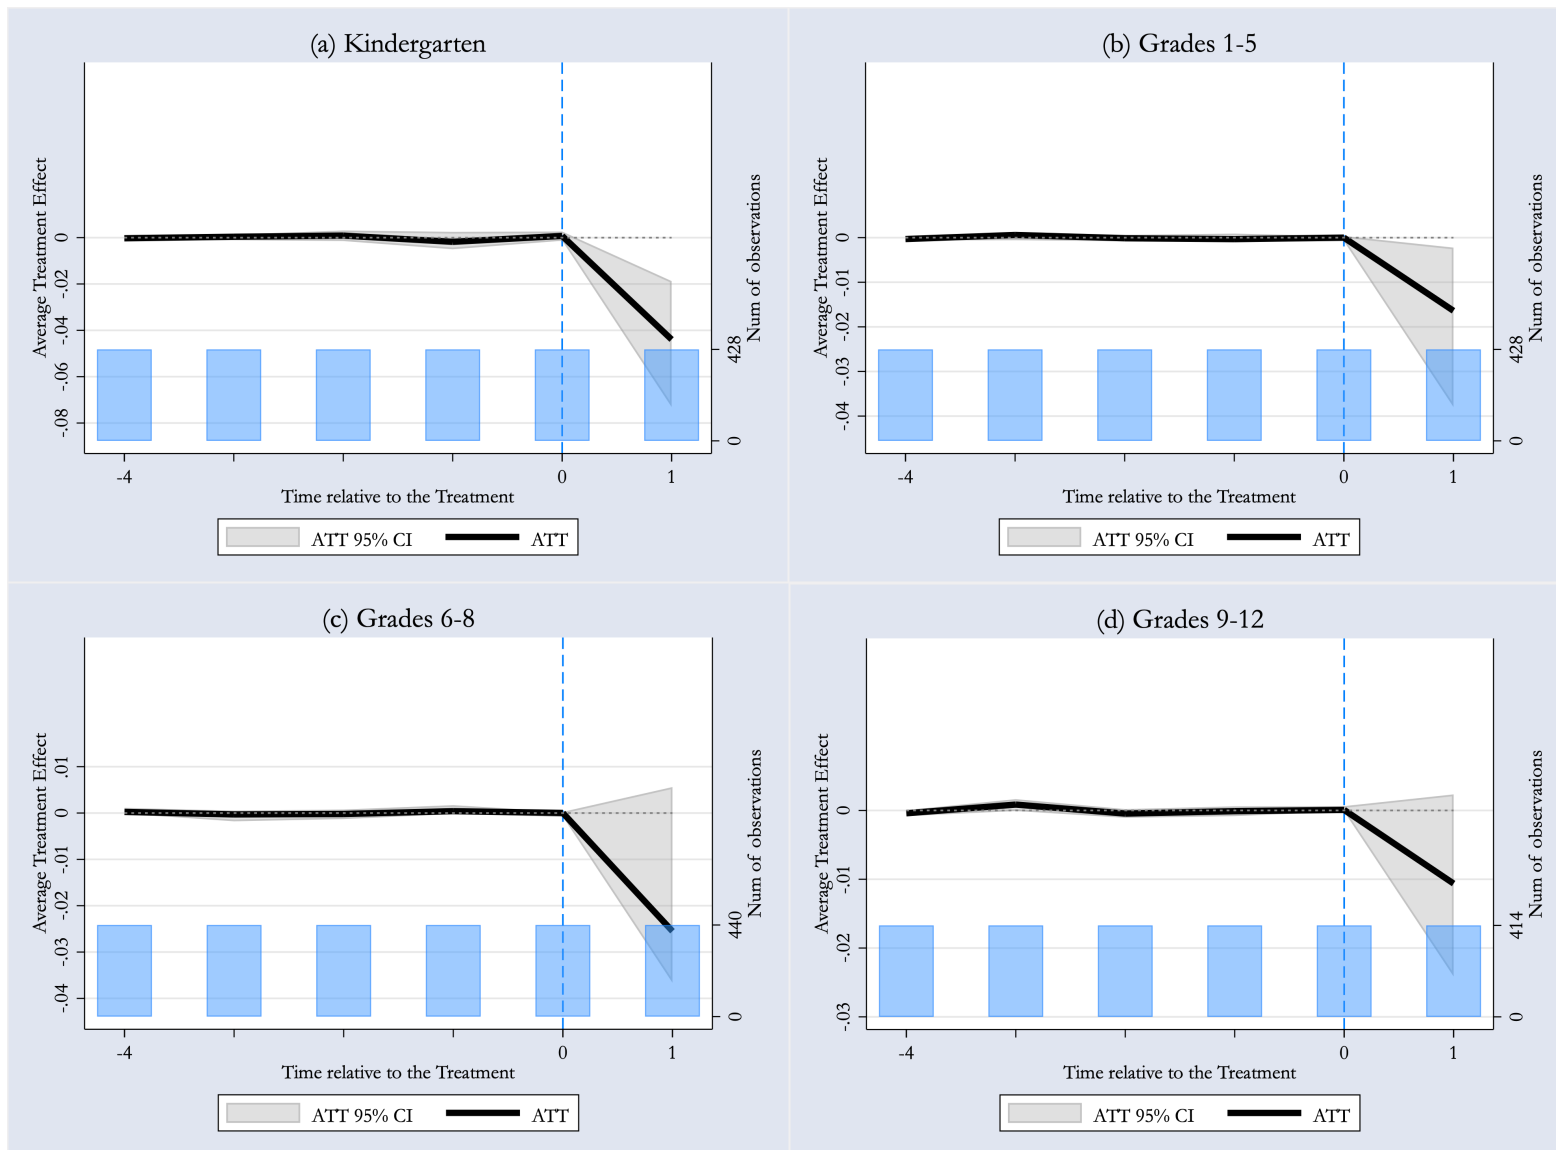 (a) Kindergarten
Average Treatment Effect
0
-.02
-.04
-.06
-.08
Num of observations
428
0
-4
0
1
Time relative to the Treatment
ATT 95% CI
ATT
(b) Grades 1-5
Average Treatment Effect
0
-.01
-.02
-.03
-.04
Num of observations
428
0
-4
0
1
Time relative to the Treatment
ATT 95% CI
ATT
(c) Grades 6-8
Average Treatment Effect
.01
0
-.01
-.02
-.03
-.04
Num of observations
440
0
-4
0
1
Time relative to the Treatment
ATT 95% CI
ATT
(d) Grades 9-12
Average Treatment Effect
0
-.01
-.02
-.03
Num of observations
414
0
-4
0
1
Time relative to the Treatment
ATT 95% CI
ATT